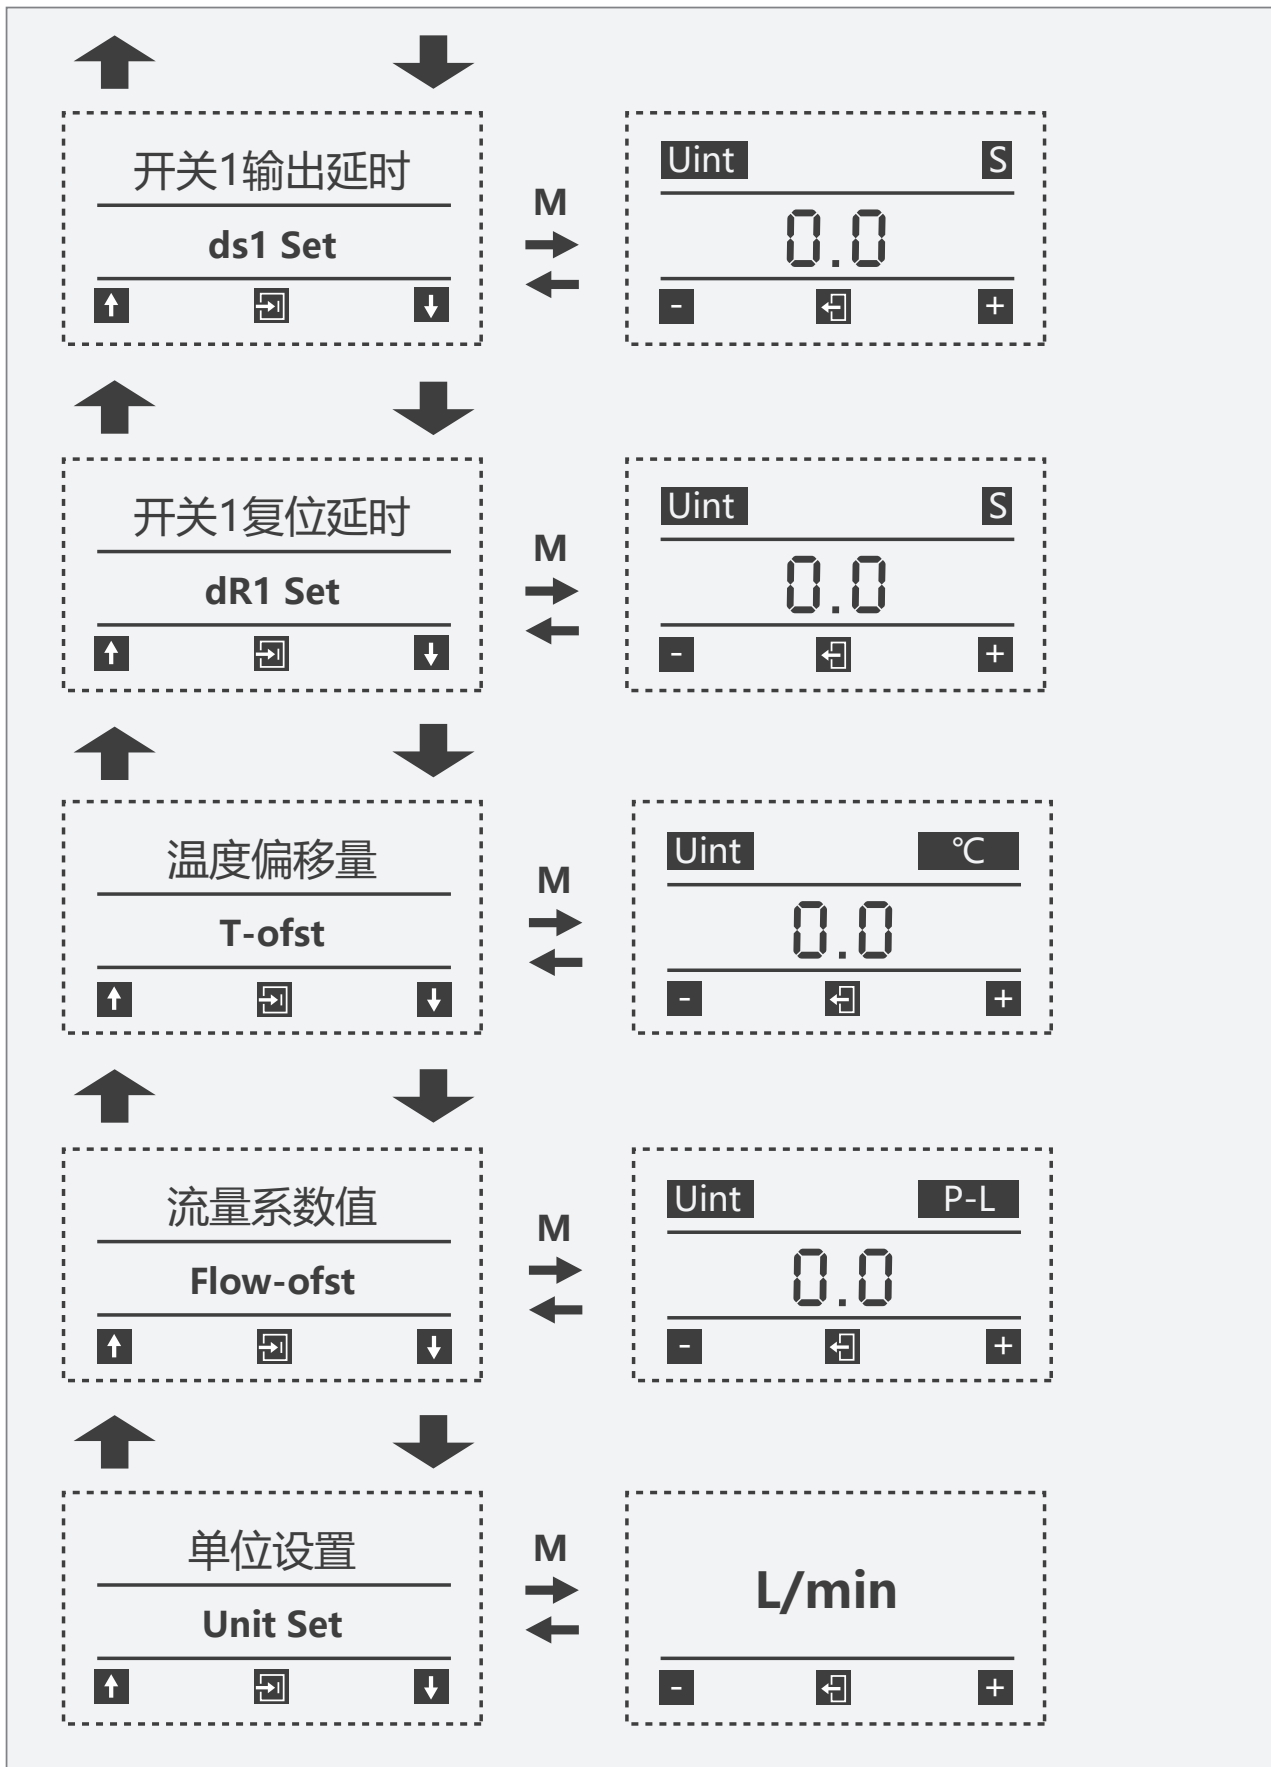 开关1输出延时
ds1 Set
M
Uint S
0.0
- +
开关1复位延时
dR1 Set
M
Uint S
0.0
- +
温度偏移量
T-ofst
M
Uint ℃
0.0
- +
流量系数值
Flow-ofst
M
Uint P-L
0.0
- +
单位设置
Unit Set
M
L/min
- +